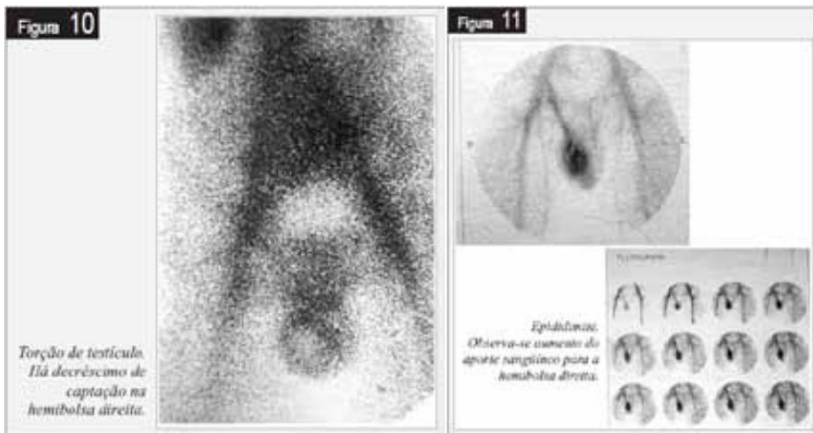 Figura 10
Torção de testículo.
Há decréscimo de
captação na
hemibolsa direita.
Figura 11
Epididimite.
Observa-se aumento do
aporte sangüíneo para a
hemibolsa direita.